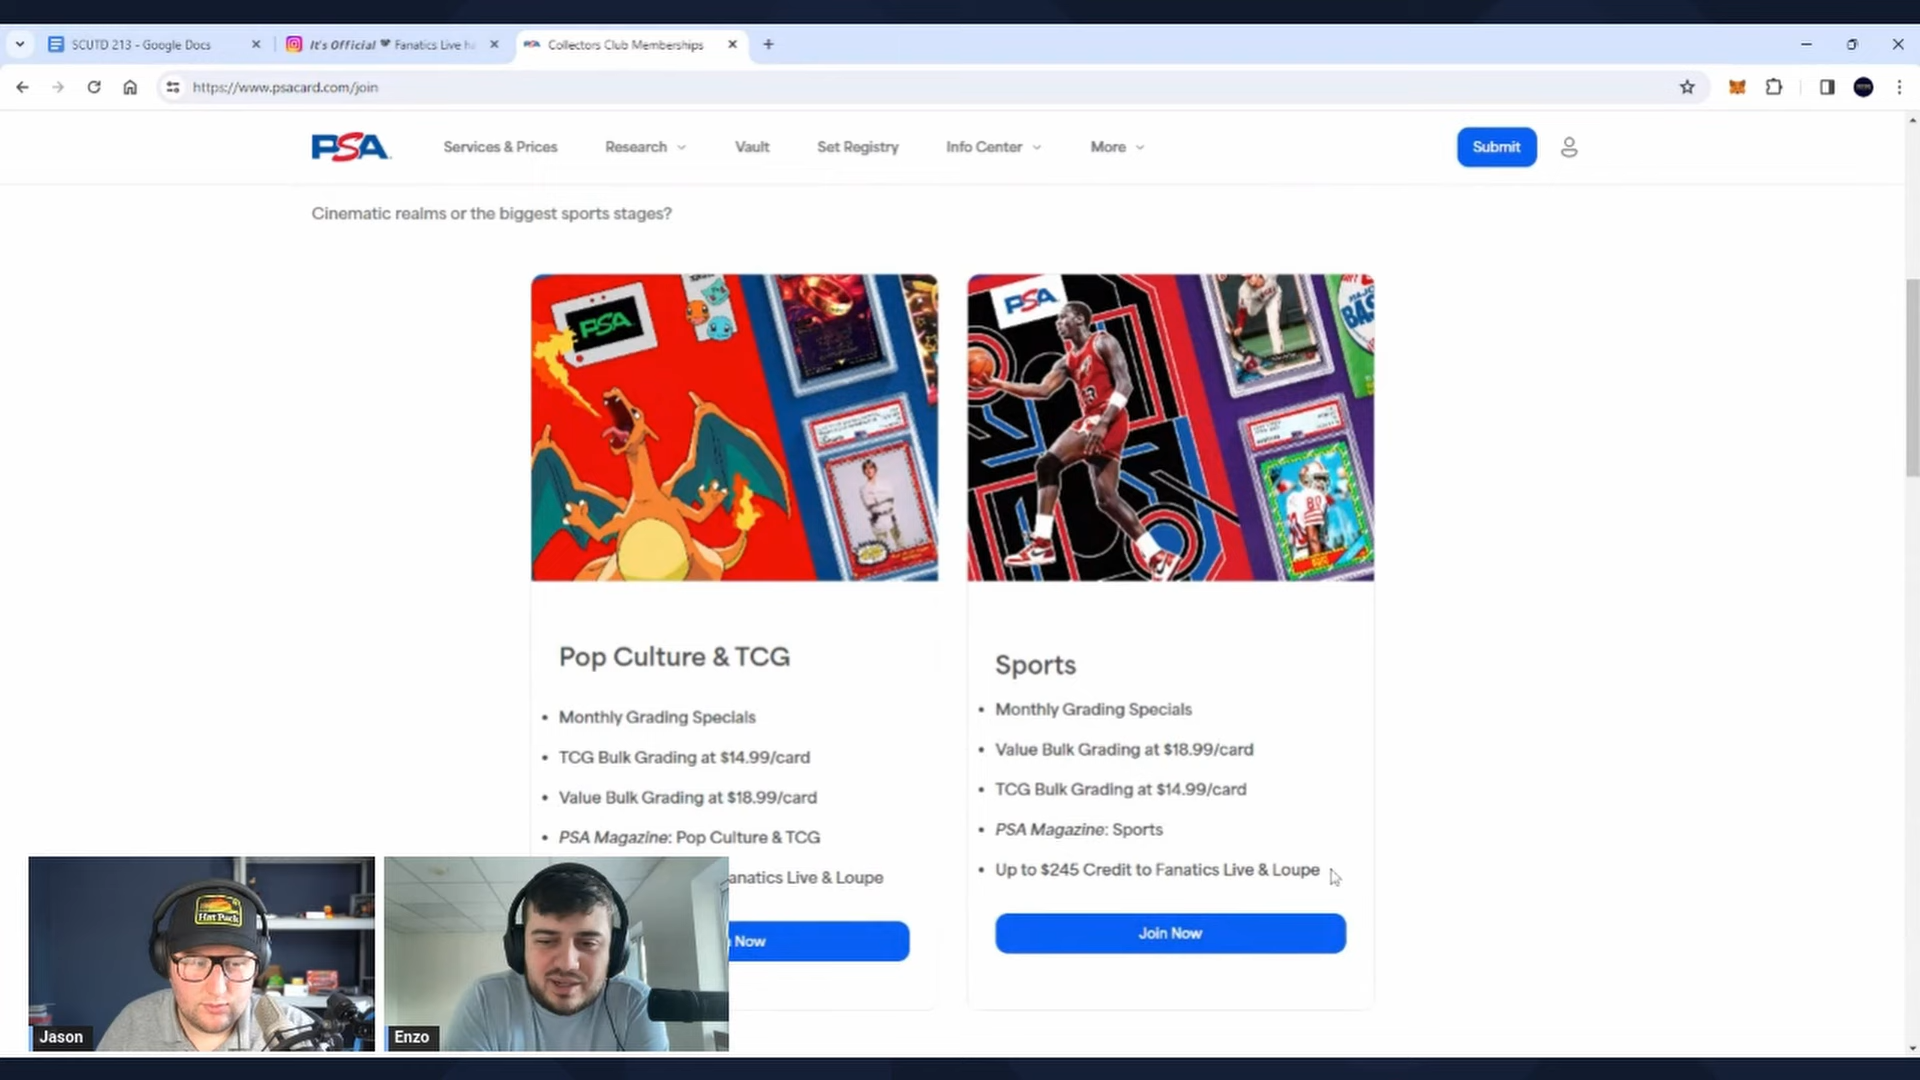 SCUTD 213 - Google Docs
It's Official 🖤 Fanatics Live ha
Collectors Club Memberships
https://www.psacard.com/join
PSA
Services & Prices
Research
Vault
Set Registry
Info Center
More
Submit
Cinematic realms or the biggest sports stages?
PSA
PSA
Pop Culture & TCG
Monthly Grading Specials
TCG Bulk Grading at $14.99/card
Value Bulk Grading at $18.99/card
PSA Magazine: Pop Culture & TCG
anatics Live & Loupe
Now
Sports
Monthly Grading Specials
Value Bulk Grading at $18.99/card
TCG Bulk Grading at $14.99/card
PSA Magazine: Sports
Up to $245 Credit to Fanatics Live & Loupe
Join Now
Hat Pack
Jason
Enzo